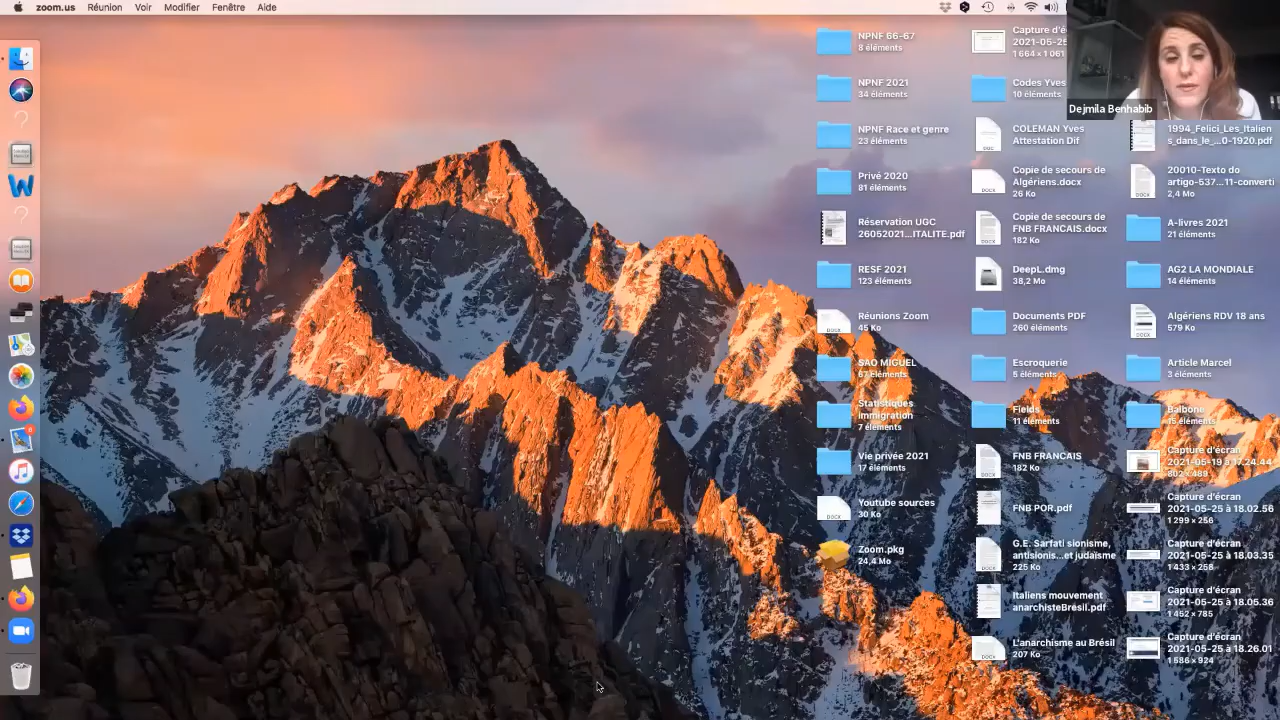 zoom.us Réunion Voir Modifier Fenêtre Aide
Dejmila Benhabib
NPNF 66-67
8 éléments
NPNF 2021
34 éléments
NPNF Race et genre
23 éléments
Privé 2020
81 éléments
Réservation UGC
26052021...ITALITE.pdf
RESF 2021
123 éléments
Réunions Zoom
45 Ko
SAO MIGUEL
67 éléments
Statistiques
immigration
7 éléments
Vie privée 2021
17 éléments
Youtube sources
30 Ko
Zoom.pkg
24,4 Mo
Capture d'é
2021-05-25
1 664 × 1 061
Codes Yves
10 éléments
COLEMAN Yves
Attestation Dif
Copie de secours de
Algériens.docx
26 Ko
Copie de secours de
FNB FRANCAIS.docx
182 Ko
DeepL.dmg
38,2 Mo
Documents PDF
260 éléments
Escroquerie
5 éléments
Fields
11 éléments
FNB FRANCAIS
182 Ko
FNB POR.pdf
G.E. Sarfati sionisme,
antisionis...et judaïsme
225 Ko
Italiens mouvement
anarchisteBrésil.pdf
L'anarchisme au Brésil
207 Ko
1994_Felici_Les_Italien
s_dans_le_...0-1920.pdf
20010-Texto do
artigo-537...11-converti
2,4 Mo
A-livres 2021
21 éléments
AG2 LA MONDIALE
14 éléments
Algériens RDV 18 ans
579 Ko
Article Marcel
3 éléments
Balbone
15 éléments
Capture d'écran
2021-05-19 à 17.24.44
802 × 489
Capture d'écran
2021-05-25 à 18.02.56
1 299 × 256
Capture d'écran
2021-05-25 à 18.03.35
1 433 × 258
Capture d'écran
2021-05-25 à 18.05.36
1 452 × 785
Capture d'écran
2021-05-25 à 18.26.01
1 586 × 924